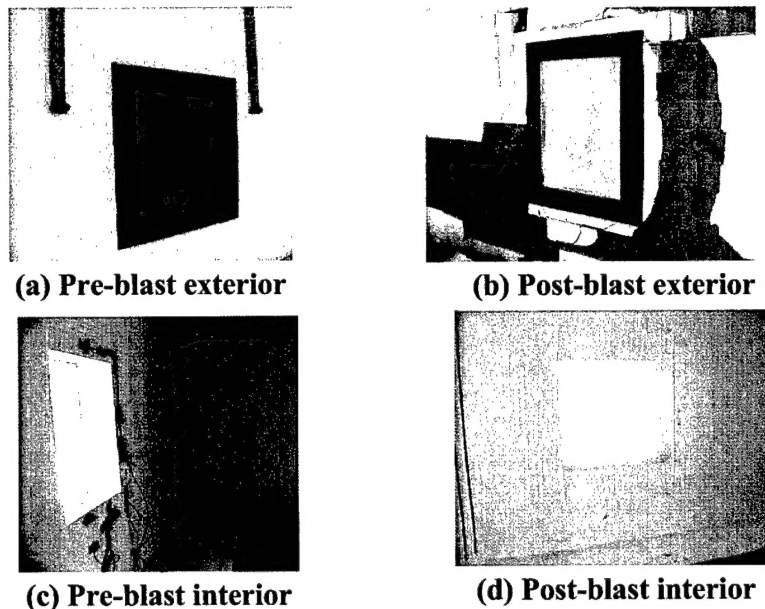 (a) Pre-blast exterior
(b) Post-blast exterior
(c) Pre-blast interior
(d) Post-blast interior